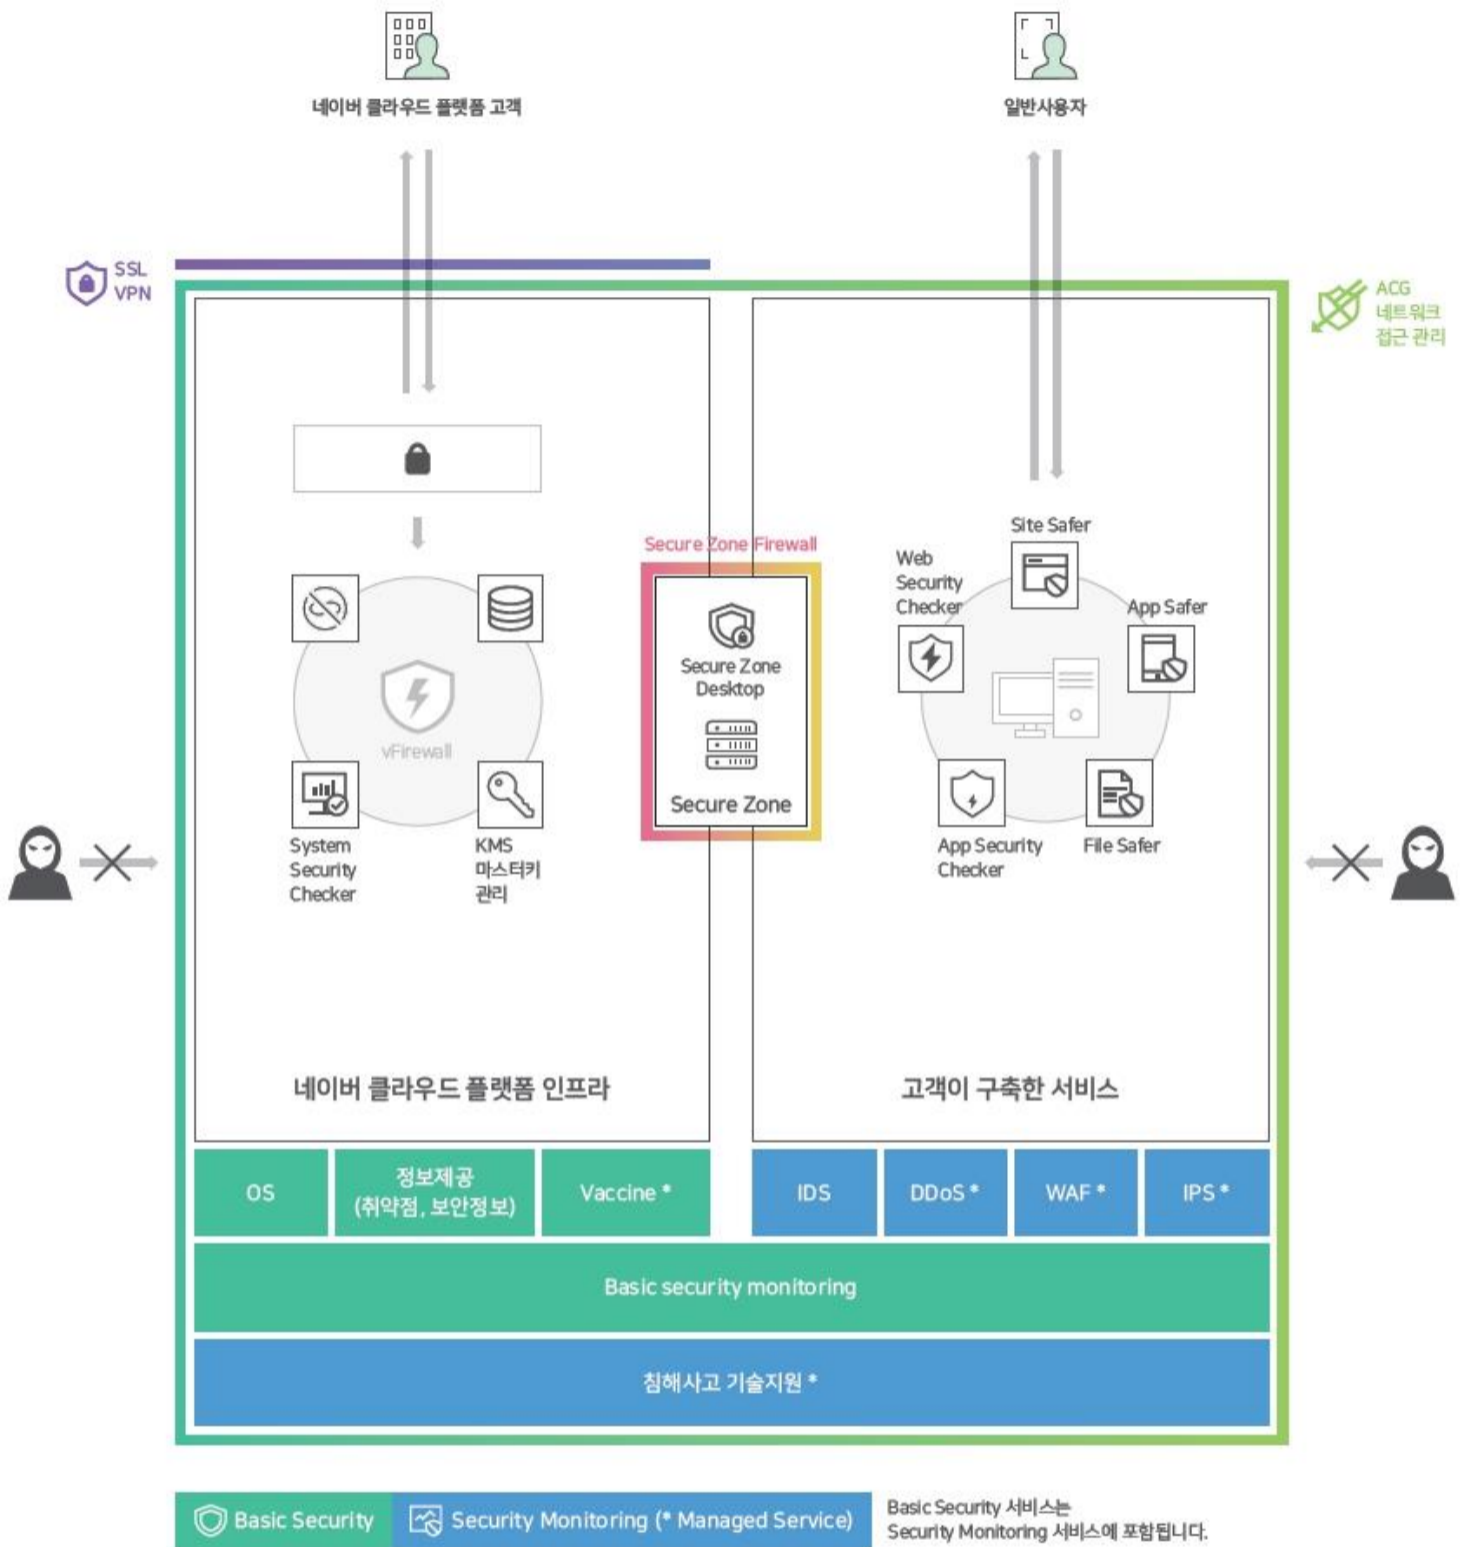 네이버 클라우드 플랫폼 고객
일반사용자
SSL
VPN
ACG
네트워크
접근 관리
Secure Zone Firewall
Secure Zone
Desktop
Secure Zone
vFirewall
System
Security
Checker
KMS
마스터키
관리
Site Safer
Web
Security
Checker
App Safer
App Security
Checker
File Safer
네이버 클라우드 플랫폼 인프라
고객이 구축한 서비스
OS
정보제공
(취약점, 보안정보)
Vaccine *
IDS
DDoS *
WAF *
IPS *
Basic security monitoring
침해사고 기술지원 *
Basic Security
Security Monitoring (* Managed Service)
Basic Security 서비스는
Security Monitoring 서비스에 포함됩니다.